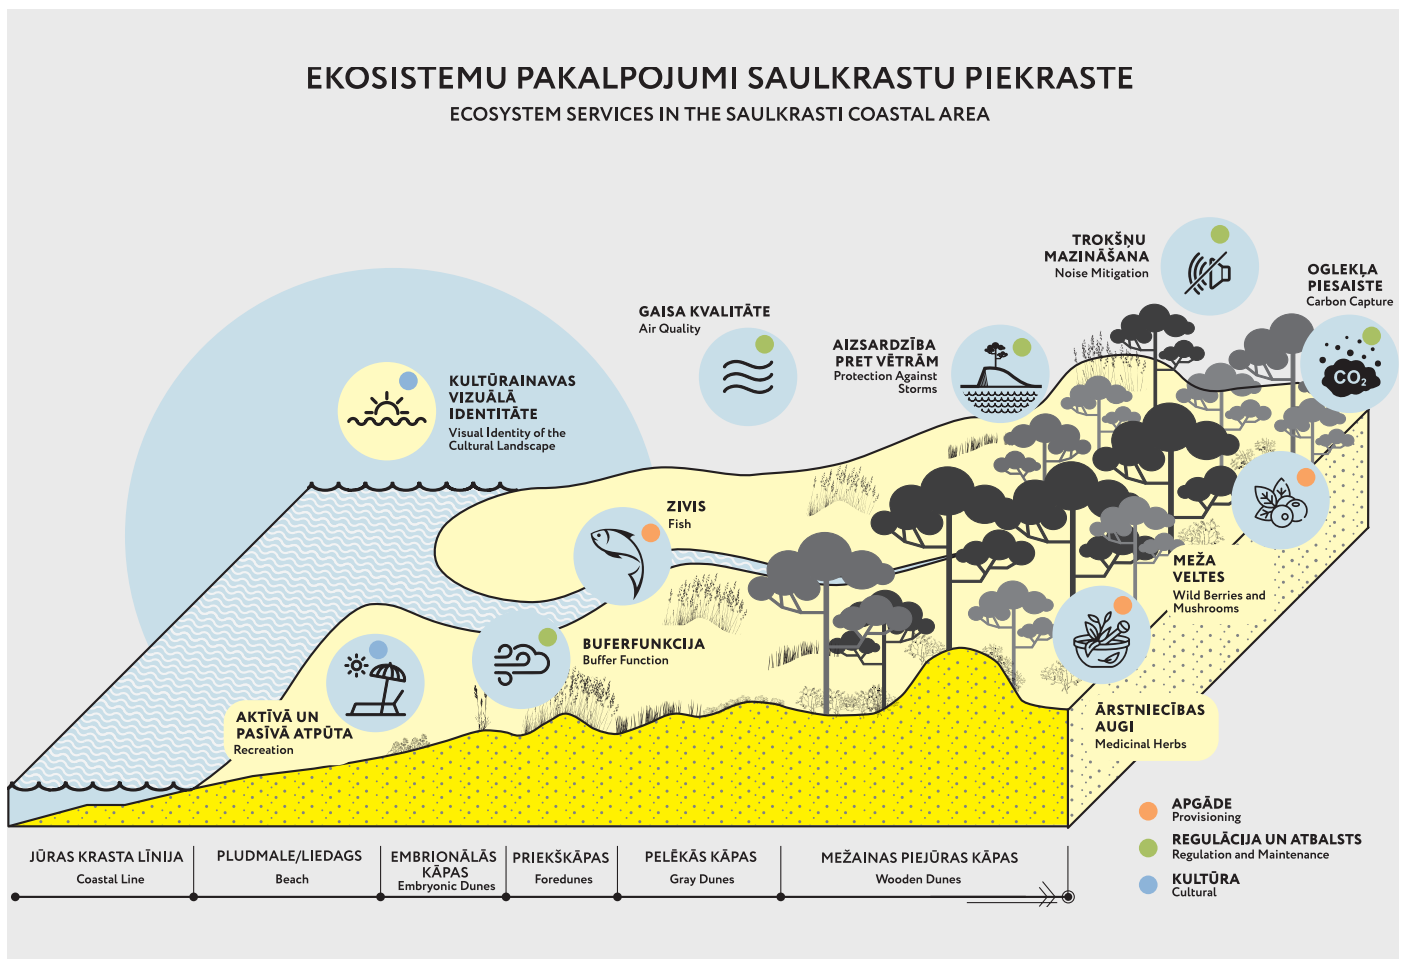 EKOSISTEMU PAKALPOJUMI SAULKRASTU PIEKRASTE
ECOSYSTEM SERVICES IN THE SAULKRASTI COASTAL AREA
TROKŠŅU
MAZINĀŠANA
Noise Mitigation
OGLEKĻA
PIESAISTE
Carbon Capture
CO₂
GAISA KVALITĀTE
Air Quality
AIZSARDZĪBA
PRET VĒTRĀM
Protection Against
Storms
KULTŪRAINAVAS
VIZUĀLĀ
IDENTITĀTE
Visual Identity of the
Cultural Landscape
ZIVIS
Fish
MEŽA
VELTES
Wild Berries and
Mushrooms
BUFERFUNKCIJA
Buffer Function
AKTĪVĀ UN
PASĪVĀ ATPŪTA
Recreation
ĀRSTNIECĪBAS
AUGI
Medicinal Herbs
APGĀDE
Provisioning
REGULĀCIJA UN ATBALSTS
Regulation and Maintenance
KULTŪRA
Cultural
JŪRAS KRASTA LĪNIJA
Coastal Line
PLUDMALE/LIEDAGS
Beach
EMBRIONĀLĀS
KĀPAS
Embryonic Dunes
PRIEKŠKĀPAS
Foredunes
PELĒKĀS KĀPAS
Gray Dunes
MEŽAINAS PIEJŪRAS KĀPAS
Wooden Dunes